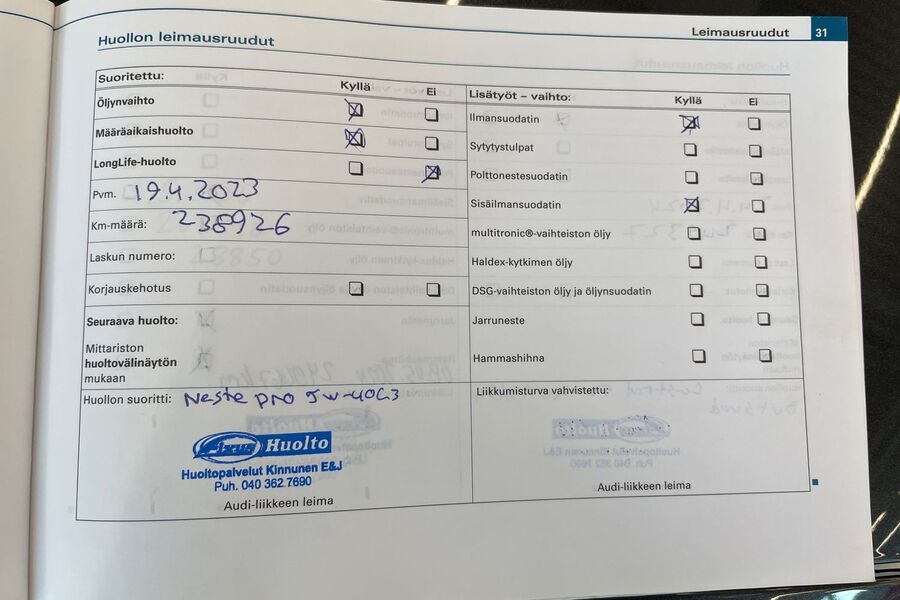 Huollon leimausruudut
Leimausruudut 31
Suoritettu:
Kyllä Ei
Öljynvaihto
Määräaikaishuolto
LongLife-huolto
Pvm. 19.4.2023
Km-määrä: 238926
Laskun numero:
Korjauskehotus
Seuraava huolto:
Mittariston
huoltovälinäytön
mukaan
Huollon suoritti: Neste pro 5w-40C3
Huolto
Huoltopalvelut Kinnunen E&J
Puh. 040 362 7690
Audi-liikkeen leima
Lisätyöt – vaihto:
Kyllä Ei
Ilmansuodatin
Sytytystulpat
Polttonestesuodatin
Sisäilmansuodatin
multitronic®-vaihteiston öljy
Haldex-kytkimen öljy
DSG-vaihteiston öljy ja öljynsuodatin
Jarruneste
Hammashihna
Liikkumisturva vahvistettu:
Audi-liikkeen leima